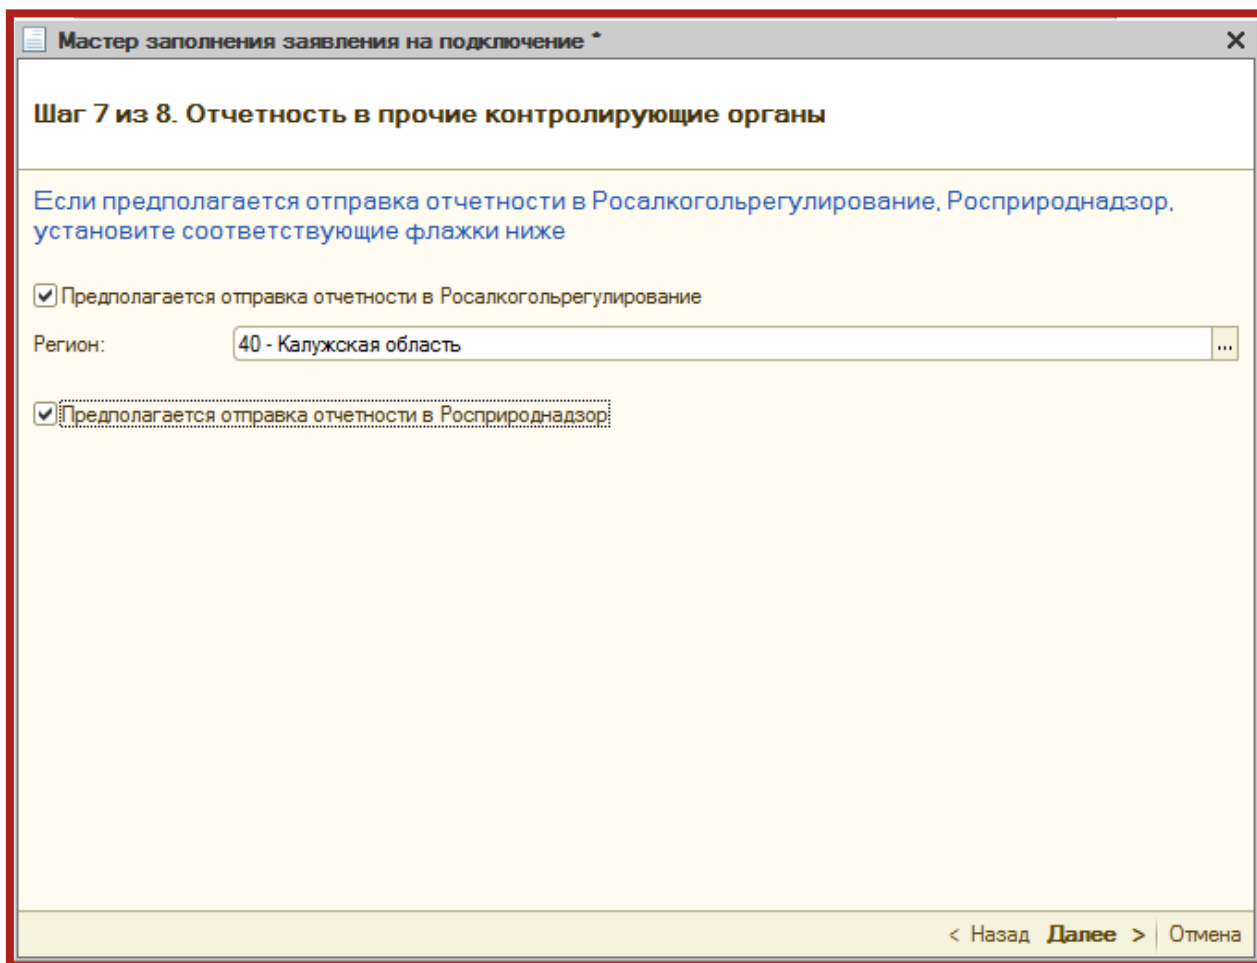 Мастер заполнения заявления на подключение *
Шаг 7 из 8. Отчетность в прочие контролирующие органы
Если предполагается отправка отчетности в Росалкогольрегулирование, Росприроднадзор,
установите соответствующие флажки ниже
Предполагается отправка отчетности в Росалкогольрегулирование
Регион: 40 - Калужская область ...
Предполагается отправка отчетности в Росприроднадзор
< Назад Далее > Отмена